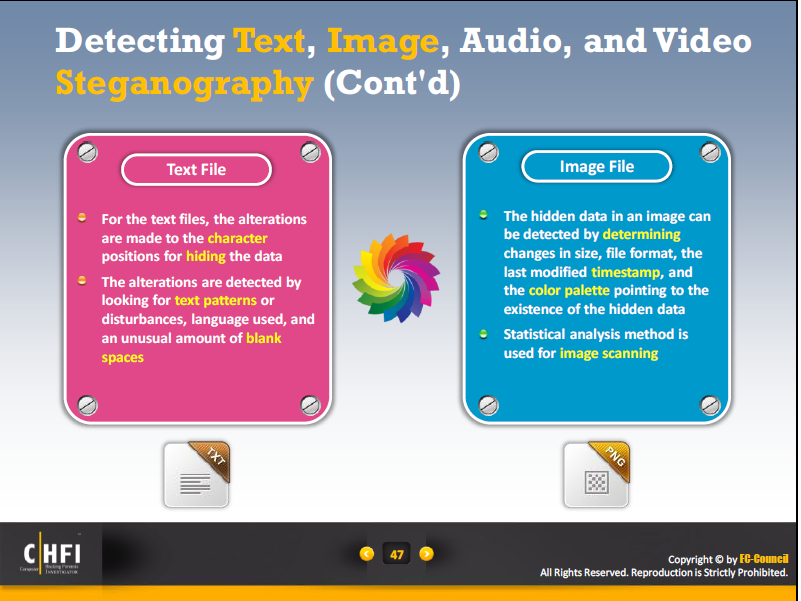 Detecting Text, Image, Audio, and Video
Steganography (Cont'd)
Text File
For the text files, the alterations
are made to the character
positions for hiding the data
The alterations are detected by
looking for text patterns or
disturbances, language used, and
an unusual amount of blank
spaces
Image File
The hidden data in an image can
be detected by determining
changes in size, file format, the
last modified timestamp, and
the color palette pointing to the
existence of the hidden data
Statistical analysis method is
used for image scanning
TXT
PNG
CHFI
Computer Hacking Forensic
INVESTIGATOR
47
Copyright © by EC-Council
All Rights Reserved. Reproduction is Strictly Prohibited.